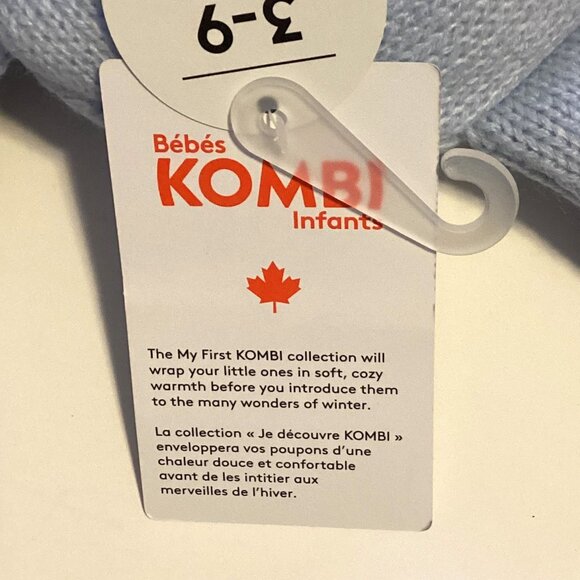 3-9
Bébés
KOMBI
Infants
The My First KOMBI collection will
wrap your little ones in soft, cozy
warmth before you introduce them
to the many wonders of winter.
La collection « Je découvre KOMBI »
enveloppera vos poupons d'une
chaleur douce et confortable
avant de les intitier aux
merveilles de l'hiver.